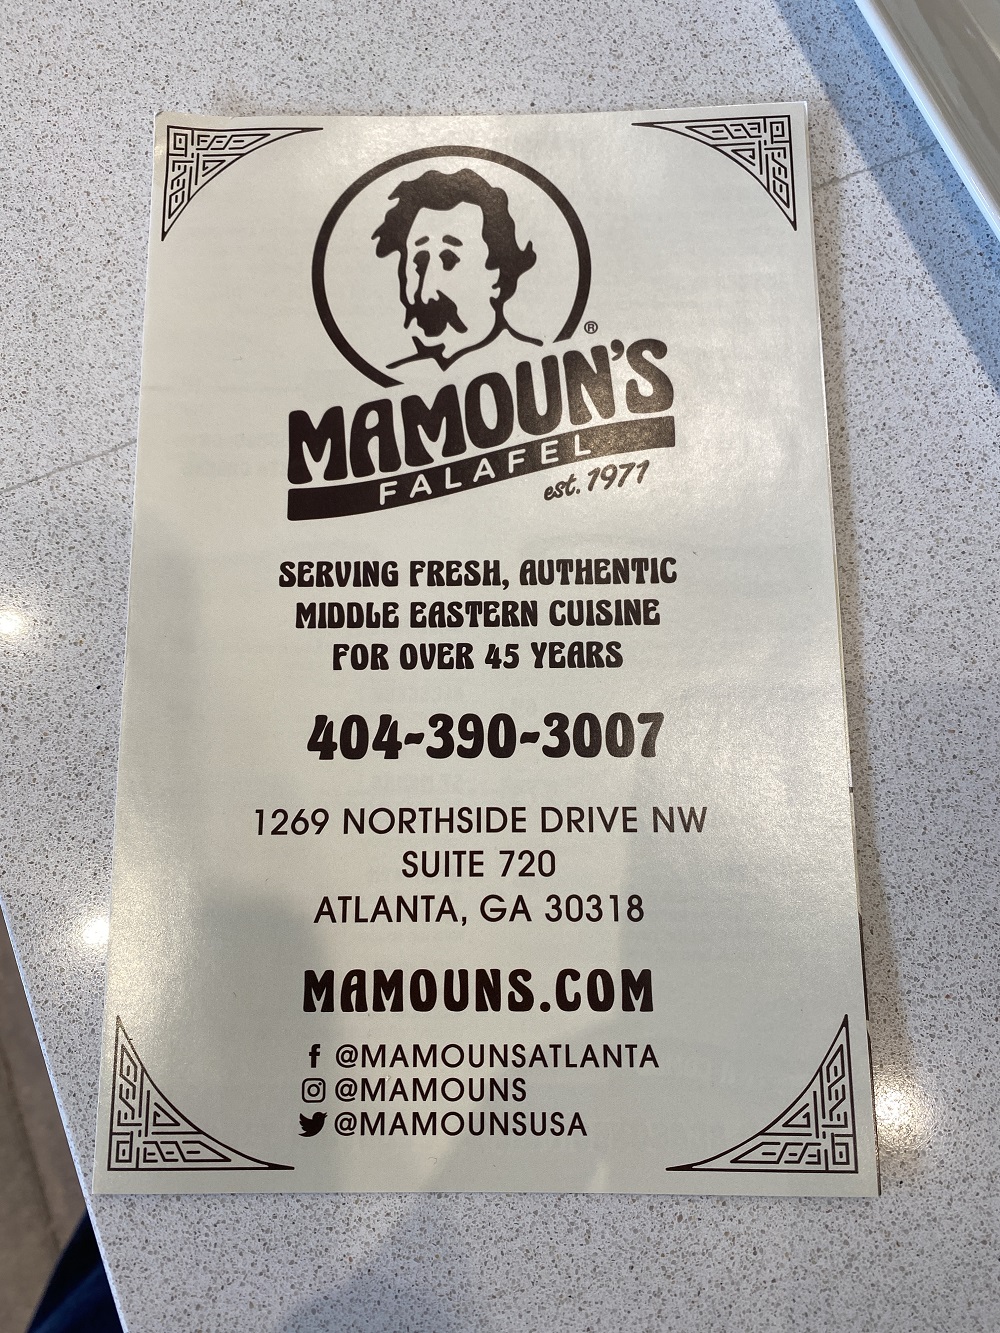 ®
MAMOUN'S
FALAFEL
est. 1971
SERVING FRESH, AUTHENTIC
MIDDLE EASTERN CUISINE
FOR OVER 45 YEARS
404-390-3007
1269 NORTHSIDE DRIVE NW
SUITE 720
ATLANTA, GA 30318
MAMOUNS.COM
f @MAMOUNSATLANTA
@MAMOUNS
@MAMOUNSUSA